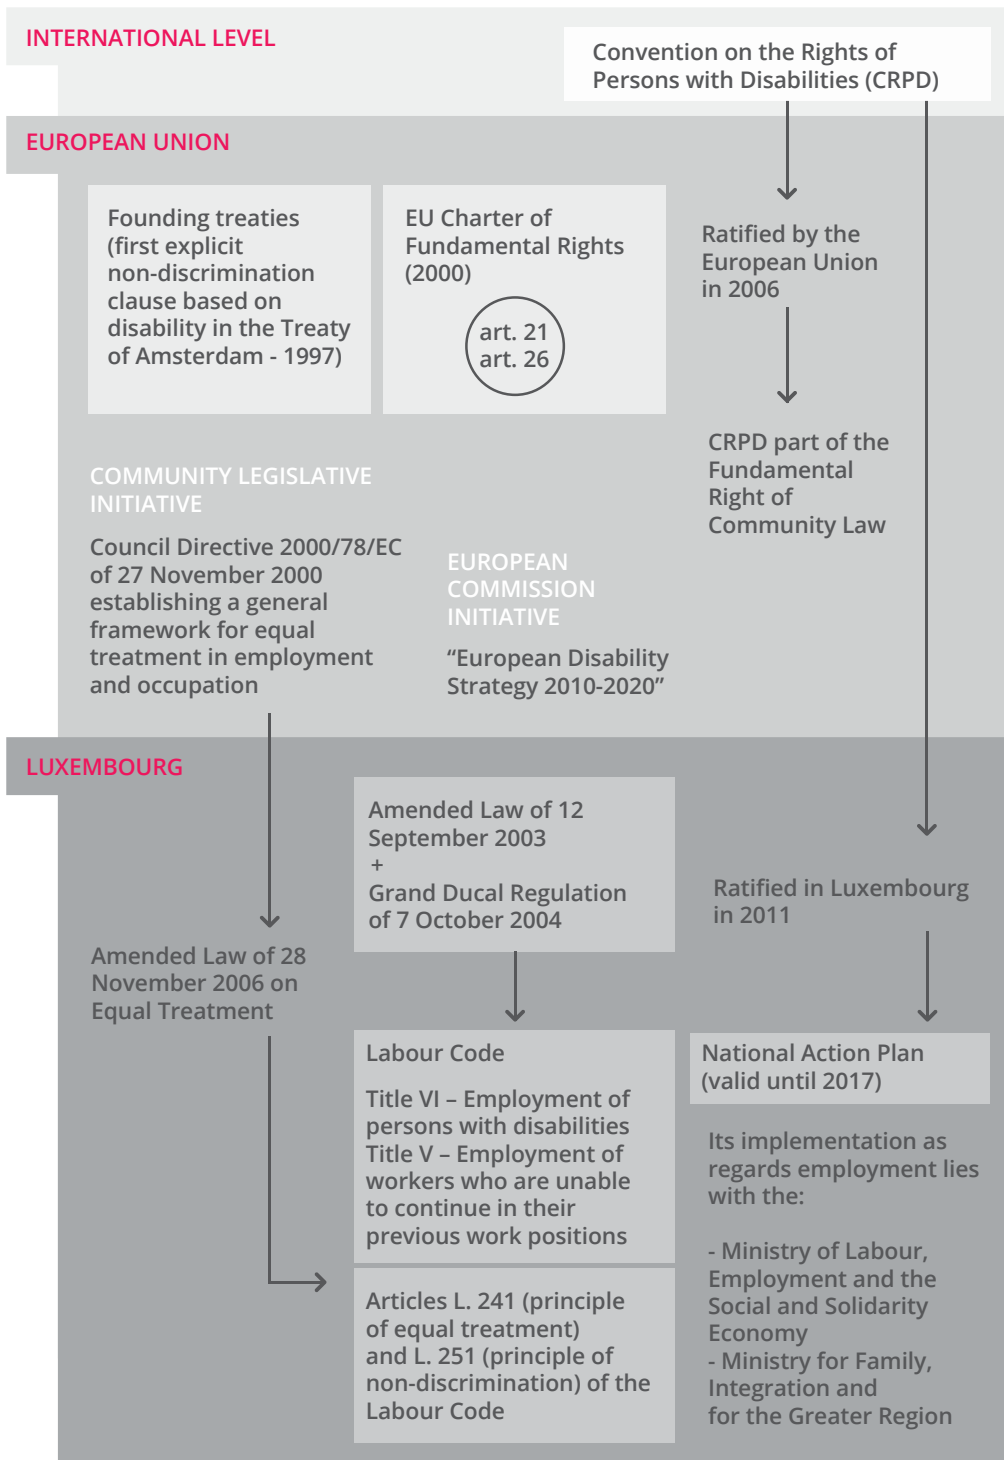 INTERNATIONAL LEVEL
Convention on the Rights of
Persons with Disabilities (CRPD)
EUROPEAN UNION
Founding treaties
(first explicit
non-discrimination
clause based on
disability in the Treaty
of Amsterdam - 1997)
EU Charter of
Fundamental Rights
(2000)
art. 21
art. 26
Ratified by the
European Union
in 2006
CRPD part of the
Fundamental
Right of
Community Law
COMMUNITY LEGISLATIVE
INITIATIVE
Council Directive 2000/78/EC
of 27 November 2000
establishing a general
framework for equal
treatment in employment
and occupation
EUROPEAN
COMMISSION
INITIATIVE
“European Disability
Strategy 2010-2020”
LUXEMBOURG
Amended Law of 28
November 2006 on
Equal Treatment
Amended Law of 12
September 2003
+
Grand Ducal Regulation
of 7 October 2004
Labour Code
Title VI – Employment of
persons with disabilities
Title V – Employment of
workers who are unable
to continue in their
previous work positions
Articles L. 241 (principle
of equal treatment)
and L. 251 (principle of
non-discrimination) of the
Labour Code
Ratified in Luxembourg
in 2011
National Action Plan
(valid until 2017)
Its implementation as
regards employment lies
with the:
- Ministry of Labour,
Employment and the
Social and Solidarity
Economy
- Ministry for Family,
Integration and
for the Greater Region